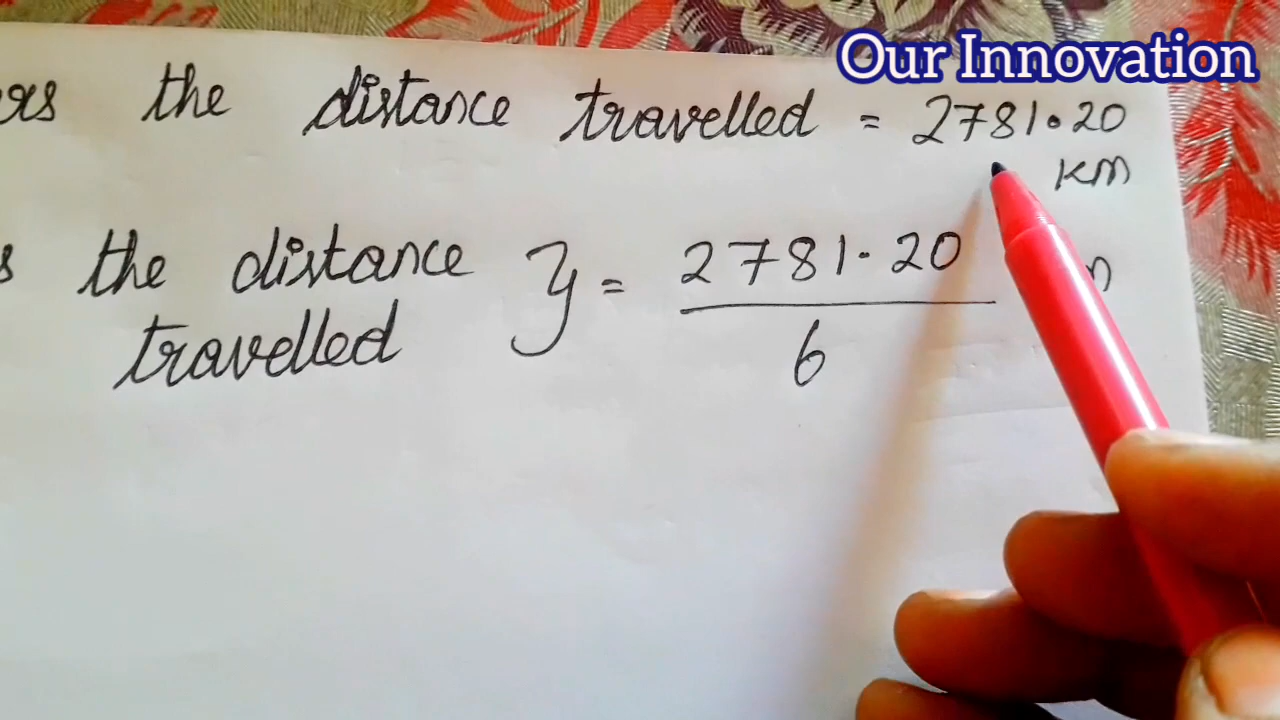 Our Innovation
the distance travelled = 2781.20
km
the distance y = 2781.20
6
travelled